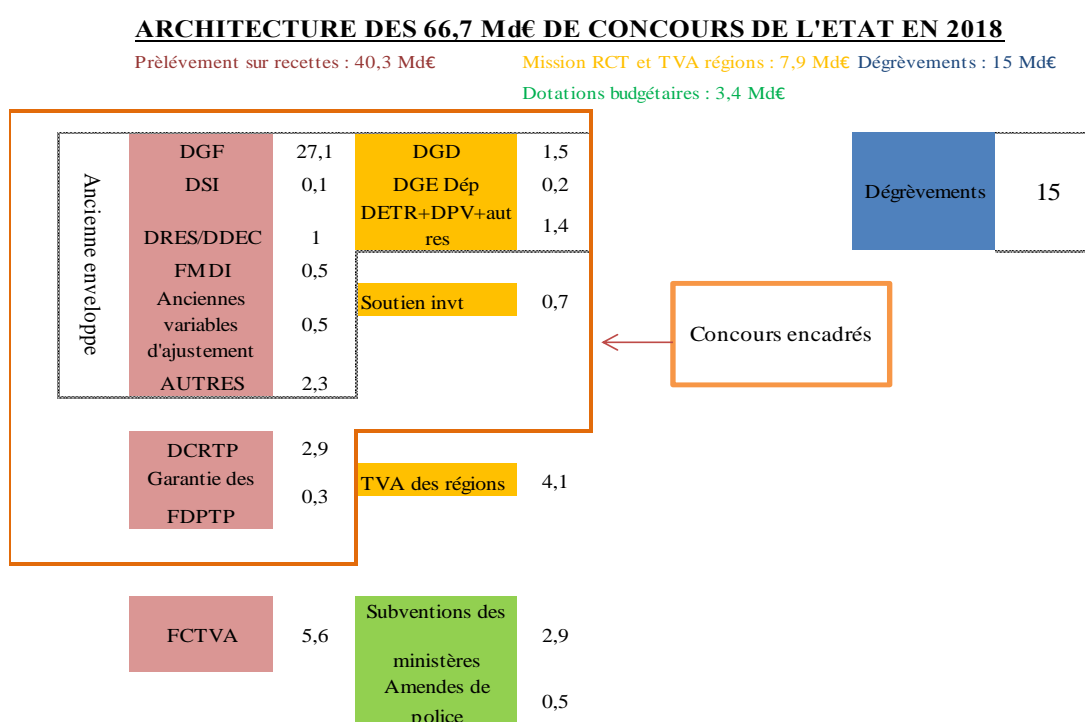 ARCHITECTURE DES 66,7 Md€ DE CONCOURS DE L'ETAT EN 2018
Prèlévement sur recettes : 40,3 Md€
Mission RCT et TVA régions : 7,9 Md€
Dégrèvements : 15 Md€
Dotations budgétaires : 3,4 Md€
Ancienne enveloppe
DGF 27,1 DGD 1,5
DSI 0,1 DGE Dép 0,2
DRES/DDEC 1
DETR+DPV+aut
res
1,4
FMDI 0,5
Anciennes
variables
d'ajustement
0,5
AUTRES 2,3
Soutien invt 0,7
Dégrèvements 15
Concours encadrés
DCRTP 2,9
Garantie des
FDPTP
0,3
TVA des régions 4,1
FCTVA 5,6
Subventions des
ministères
2,9
Amendes de
police
0,5